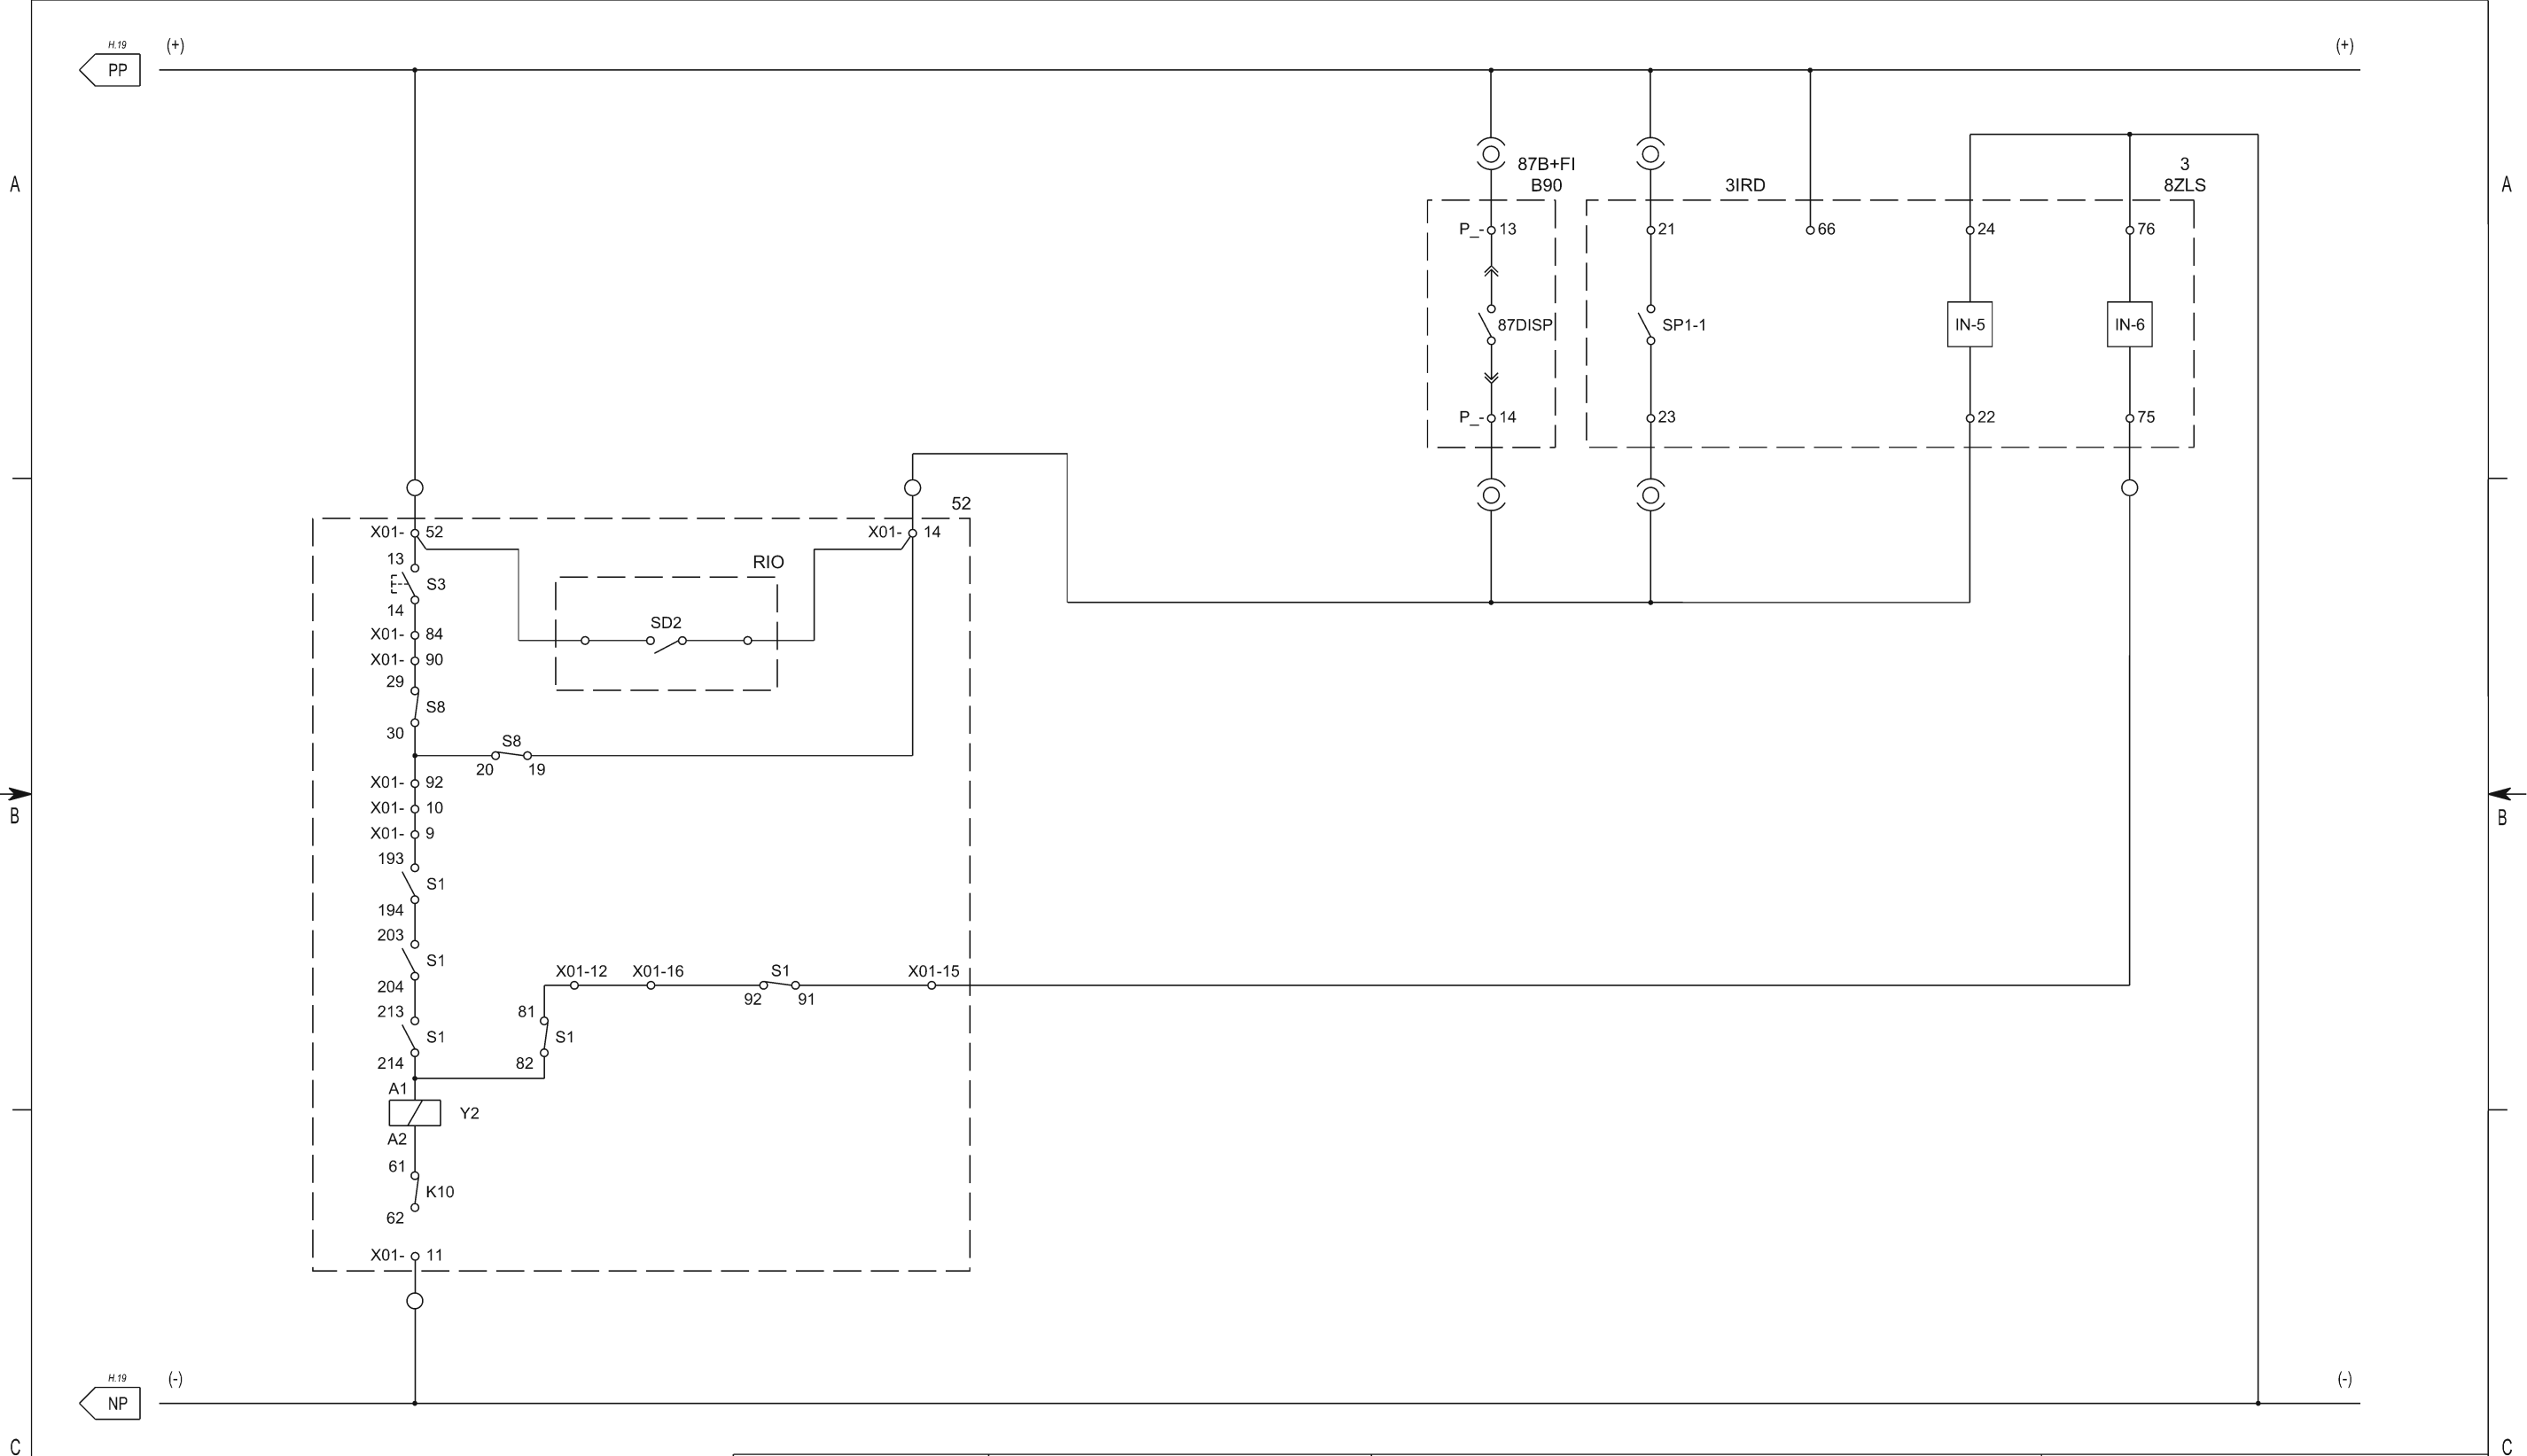 H.19
PP
(+)
(+)
A
A
87B+FI
B90
3IRD
3
8ZLS
P_- 13
21
66
24
76
87DISP
SP1-1
IN-5
IN-6
P_- 14
23
22
75
52
X01- 52
X01- 14
13
S3
14
RIO
SD2
X01- 84
X01- 90
29
S8
30
S8
20
19
X01- 92
X01- 10
X01- 9
B
B
193
S1
194
203
S1
204
X01-12
X01-16
S1
X01-15
92
91
213
S1
214
81
S1
82
A1
Y2
A2
61
K10
62
X01- 11
H.19
NP
(-)
(-)
C
C